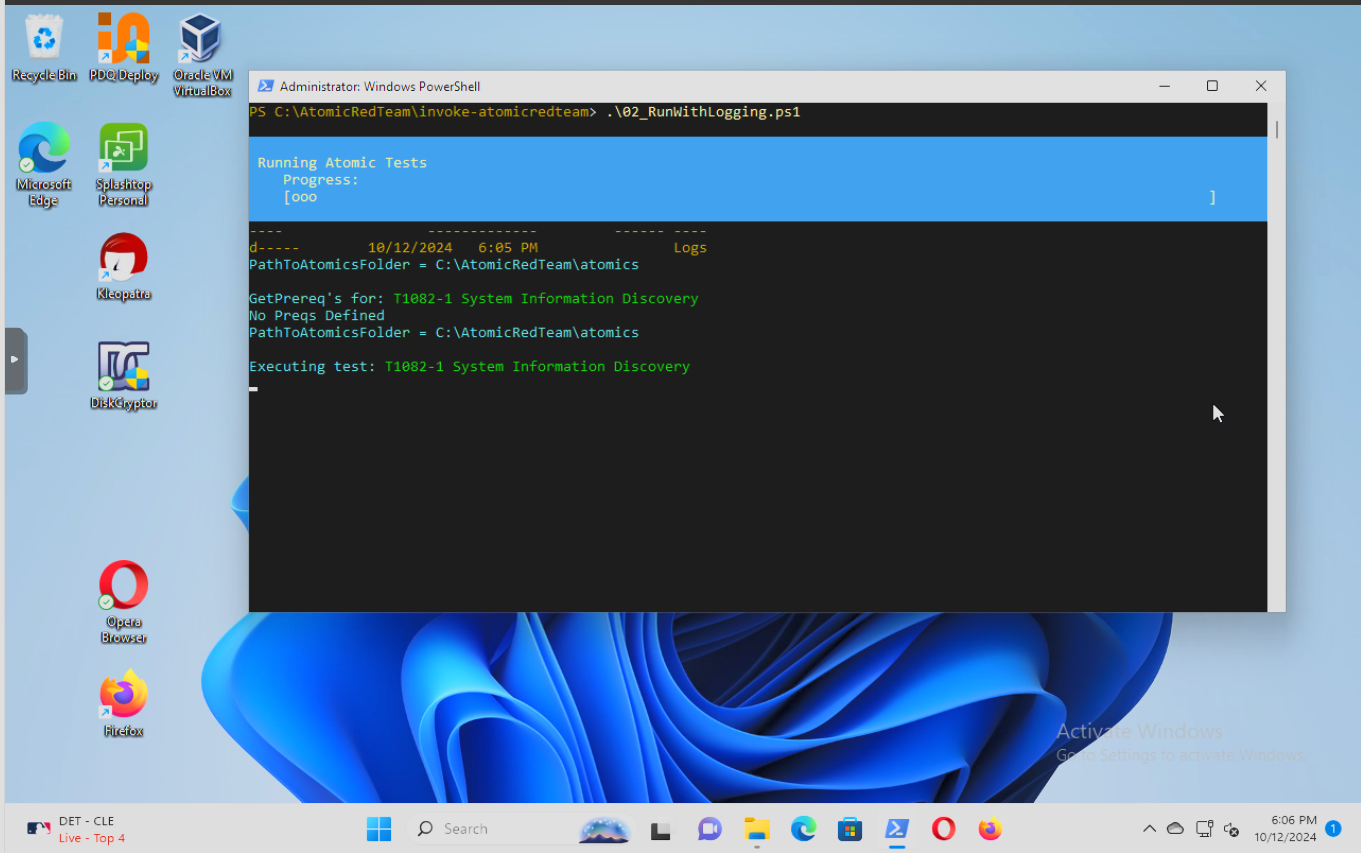 Recycle Bin
PDQ Deploy
Oracle VM
VirtualBox
Microsoft
Edge
Splashtop
Personal
Kleopatra
DiskCryptor
Opera
Browser
Firefox
Administrator: Windows PowerShell
PS C:\AtomicRedTeam\invoke-atomicredteam> .\02_RunWithLogging.ps1
Running Atomic Tests
Progress:
[ooo ]
---- ------------- ------ ----
d----- 10/12/2024 6:05 PM Logs
PathToAtomicsFolder = C:\AtomicRedTeam\atomics
GetPrereq's for: T1082-1 System Information Discovery
No Preqs Defined
PathToAtomicsFolder = C:\AtomicRedTeam\atomics
Executing test: T1082-1 System Information Discovery
Activate Windows
Go to Settings to activate Windows.
DET - CLE
Live - Top 4
Search
6:06 PM
10/12/2024
1